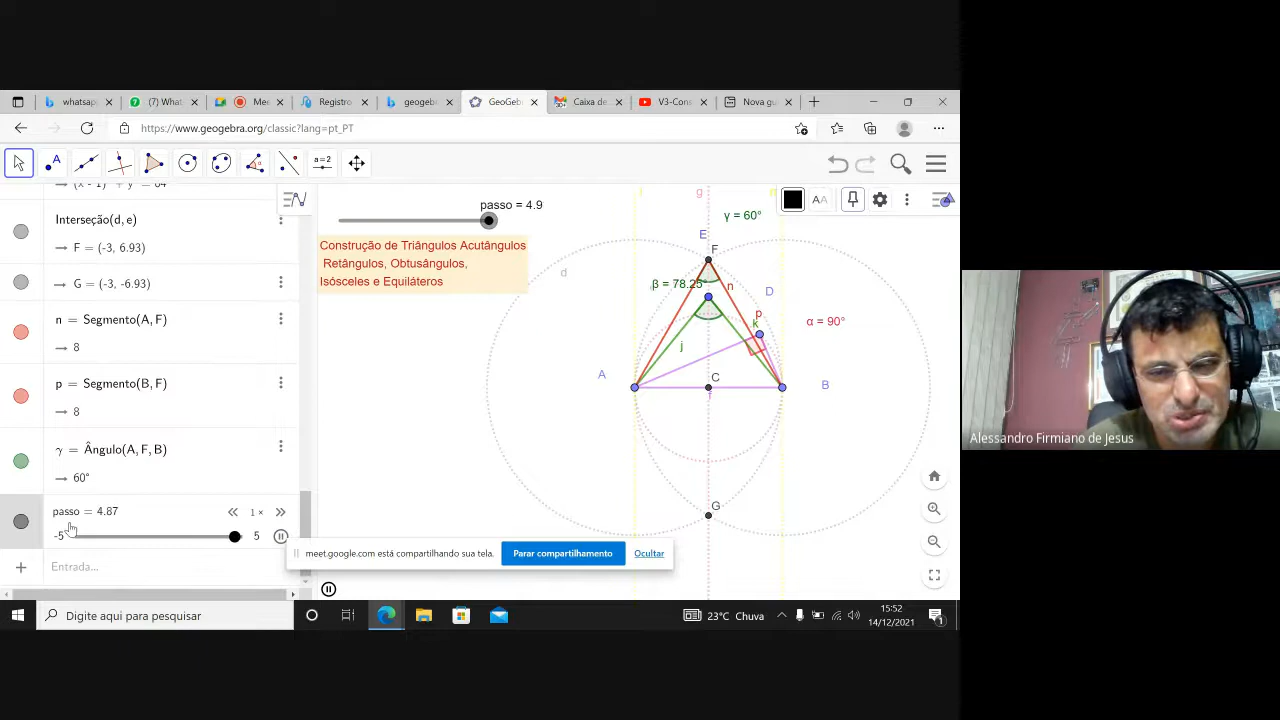 whatsap
(7) What
Mee
Registro
geogeb
GeoGeb
Caixa de
V3-Cons
Nova gu
https://www.geogebra.org/classic?lang=pt_PT
Interseção(d, e)
→ F = (-3, 6.93)
→ G = (-3, -6.93)
n = Segmento(A, F)
p = Segmento(B, F)
→ 8
γ = Ângulo(A, F, B)
→ 60°
passo = 4.87
1 ×
-5
5
Entrada...
passo = 4.9
Construção de Triângulos Acutângulos
Retângulos, Obtusângulos,
Isósceles e Equiláteros
g
γ = 60°
E
F
d
β = 78.25°
n
D
p
k
α = 90°
j
A
C
B
f
G
meet.google.com está compartilhando sua tela.
Parar compartilhamento
Ocultar
Digite aqui para pesquisar
23°C Chuva
15:52
14/12/2021
Alessandro Firmiano de Jesus